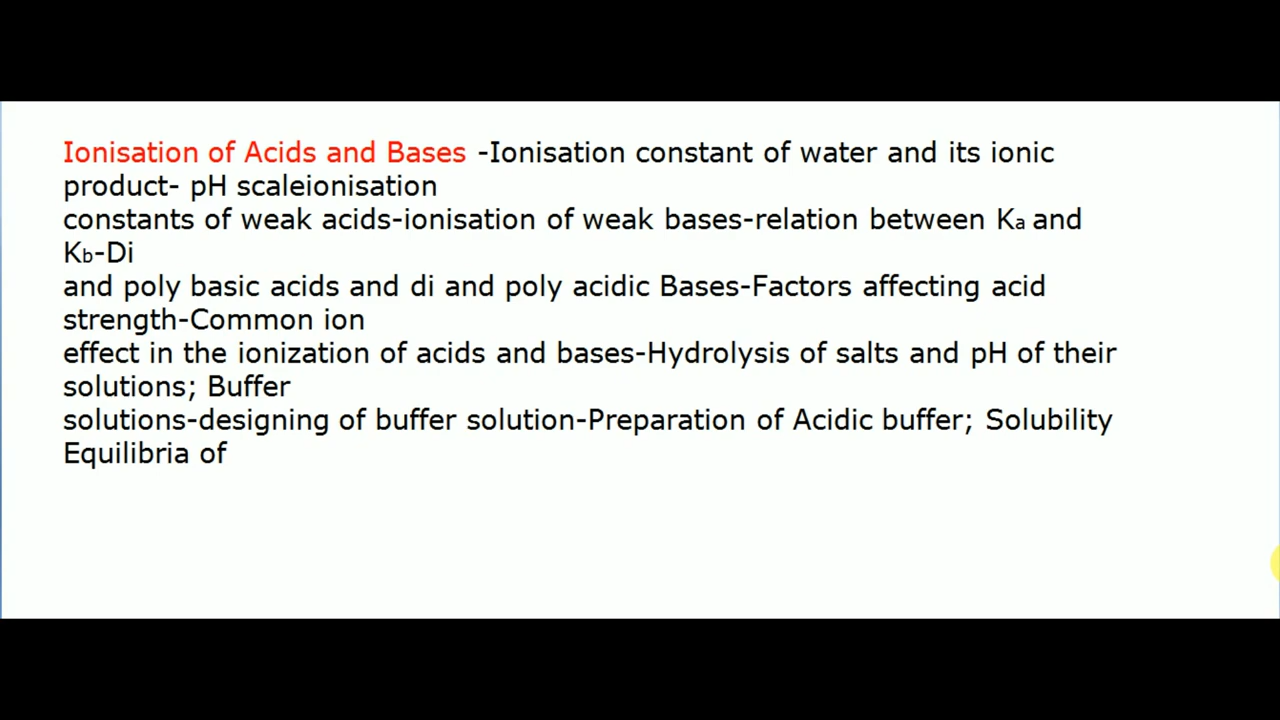 Ionisation of Acids and Bases -Ionisation constant of water and its ionic
product- pH scaleionisation
constants of weak acids-ionisation of weak bases-relation between Ka and
Kb-Di
and poly basic acids and di and poly acidic Bases-Factors affecting acid
strength-Common ion
effect in the ionization of acids and bases-Hydrolysis of salts and pH of their
solutions; Buffer
solutions-designing of buffer solution-Preparation of Acidic buffer; Solubility
Equilibria of